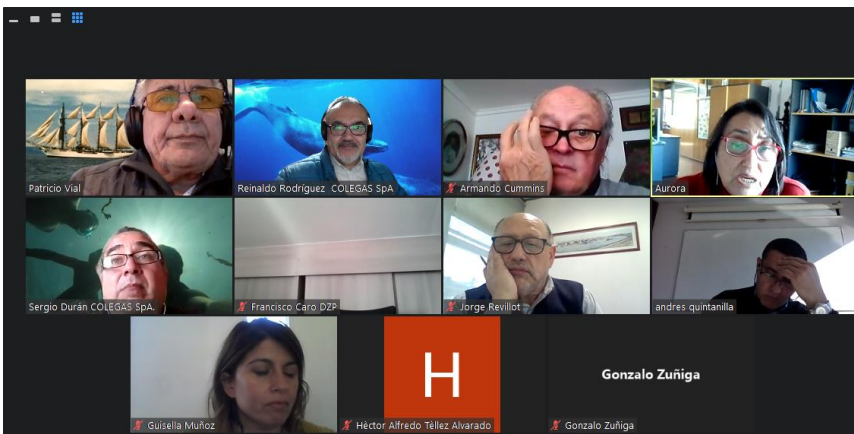 Patricio Vial
Reinaldo Rodríguez COLEGAS SpA
Armando Cummins
Aurora
Sergio Durán COLEGAS SpA.
Francisco Caro DZP
Jorge Revillot
andres quintanilla
Guisella Muñoz
H
Héctor Alfredo Téllez Alvarado
Gonzalo Zuñiga
Gonzalo Zuñiga